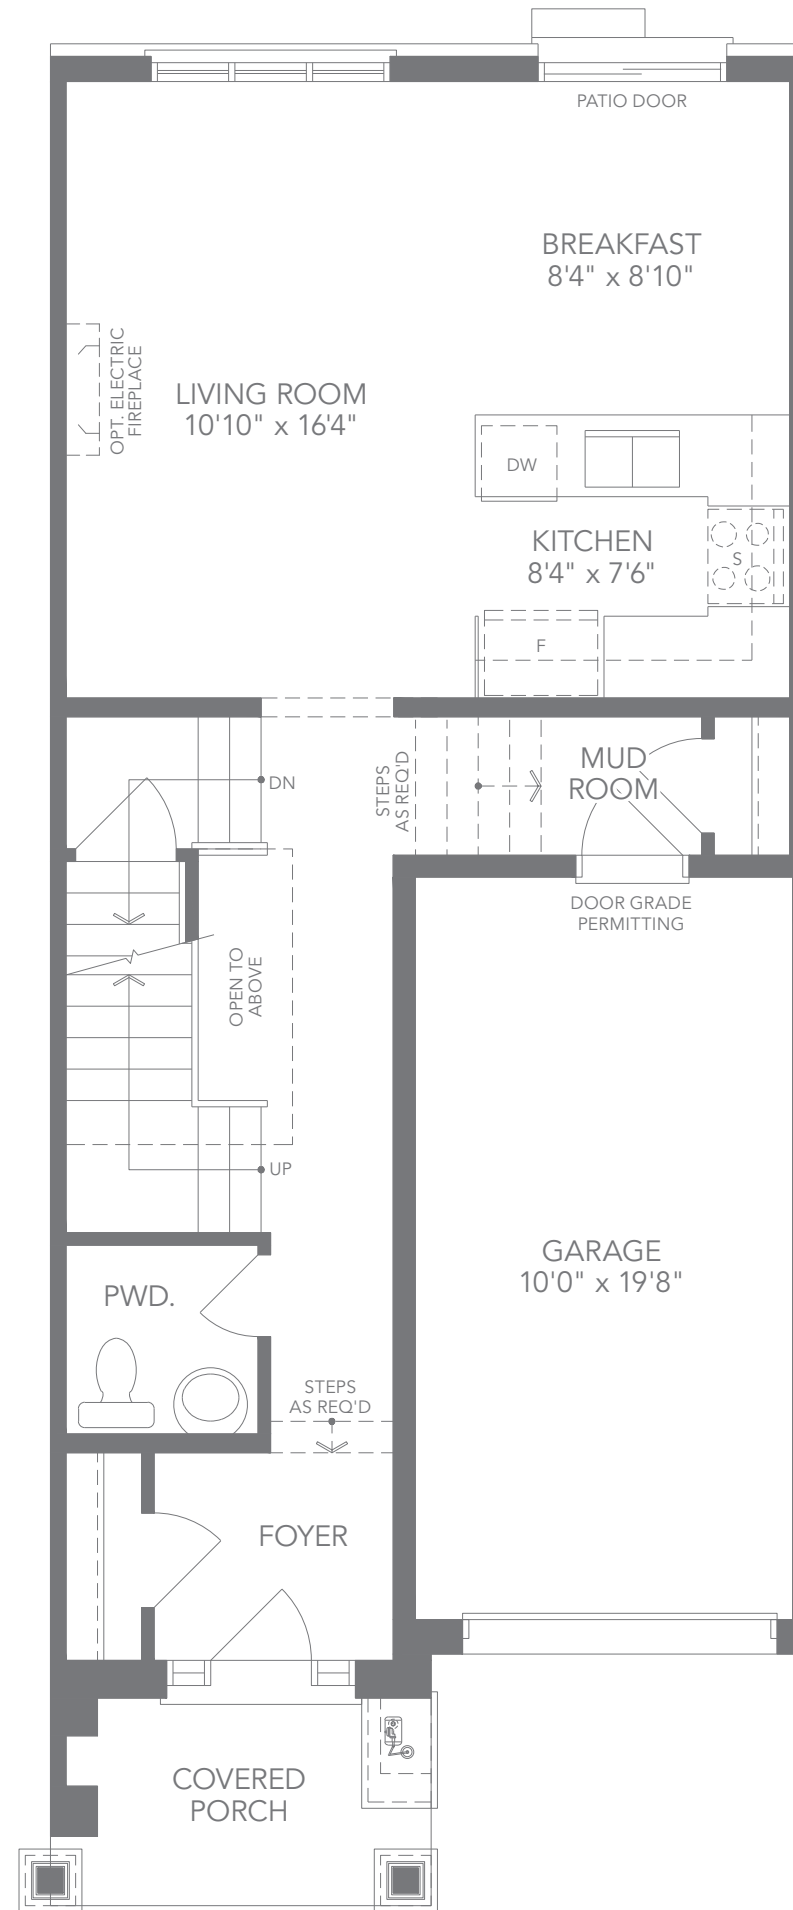 PATIO DOOR
BREAKFAST
8'4" x 8'10"
OPT. ELECTRIC
FIREPLACE
LIVING ROOM
10'10" x 16'4"
DW
KITCHEN
8'4" x 7'6"
S
F
DN
STEPS
AS REQ'D
MUD
ROOM
DOOR GRADE
PERMITTING
OPEN TO
ABOVE
UP
GARAGE
10'0" x 19'8"
PWD.
STEPS
AS REQ'D
FOYER
COVERED
PORCH